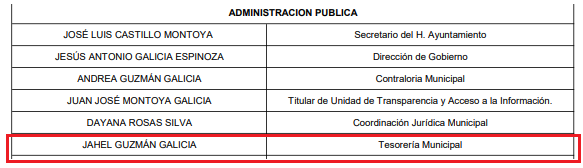 ADMINISTRACION PUBLICA
JOSÉ LUIS CASTILLO MONTOYA Secretario del H. Ayuntamiento
JESÚS ANTONIO GALICIA ESPINOZA Dirección de Gobierno
ANDREA GUZMÁN GALICIA Contraloria Municipal
JUAN JOSÉ MONTOYA GALICIA Titular de Unidad de Transparencia y Acceso a la Información.
DAYANA ROSAS SILVA Coordinación Jurídica Municipal
JAHEL GUZMÁN GALICIA Tesorería Municipal